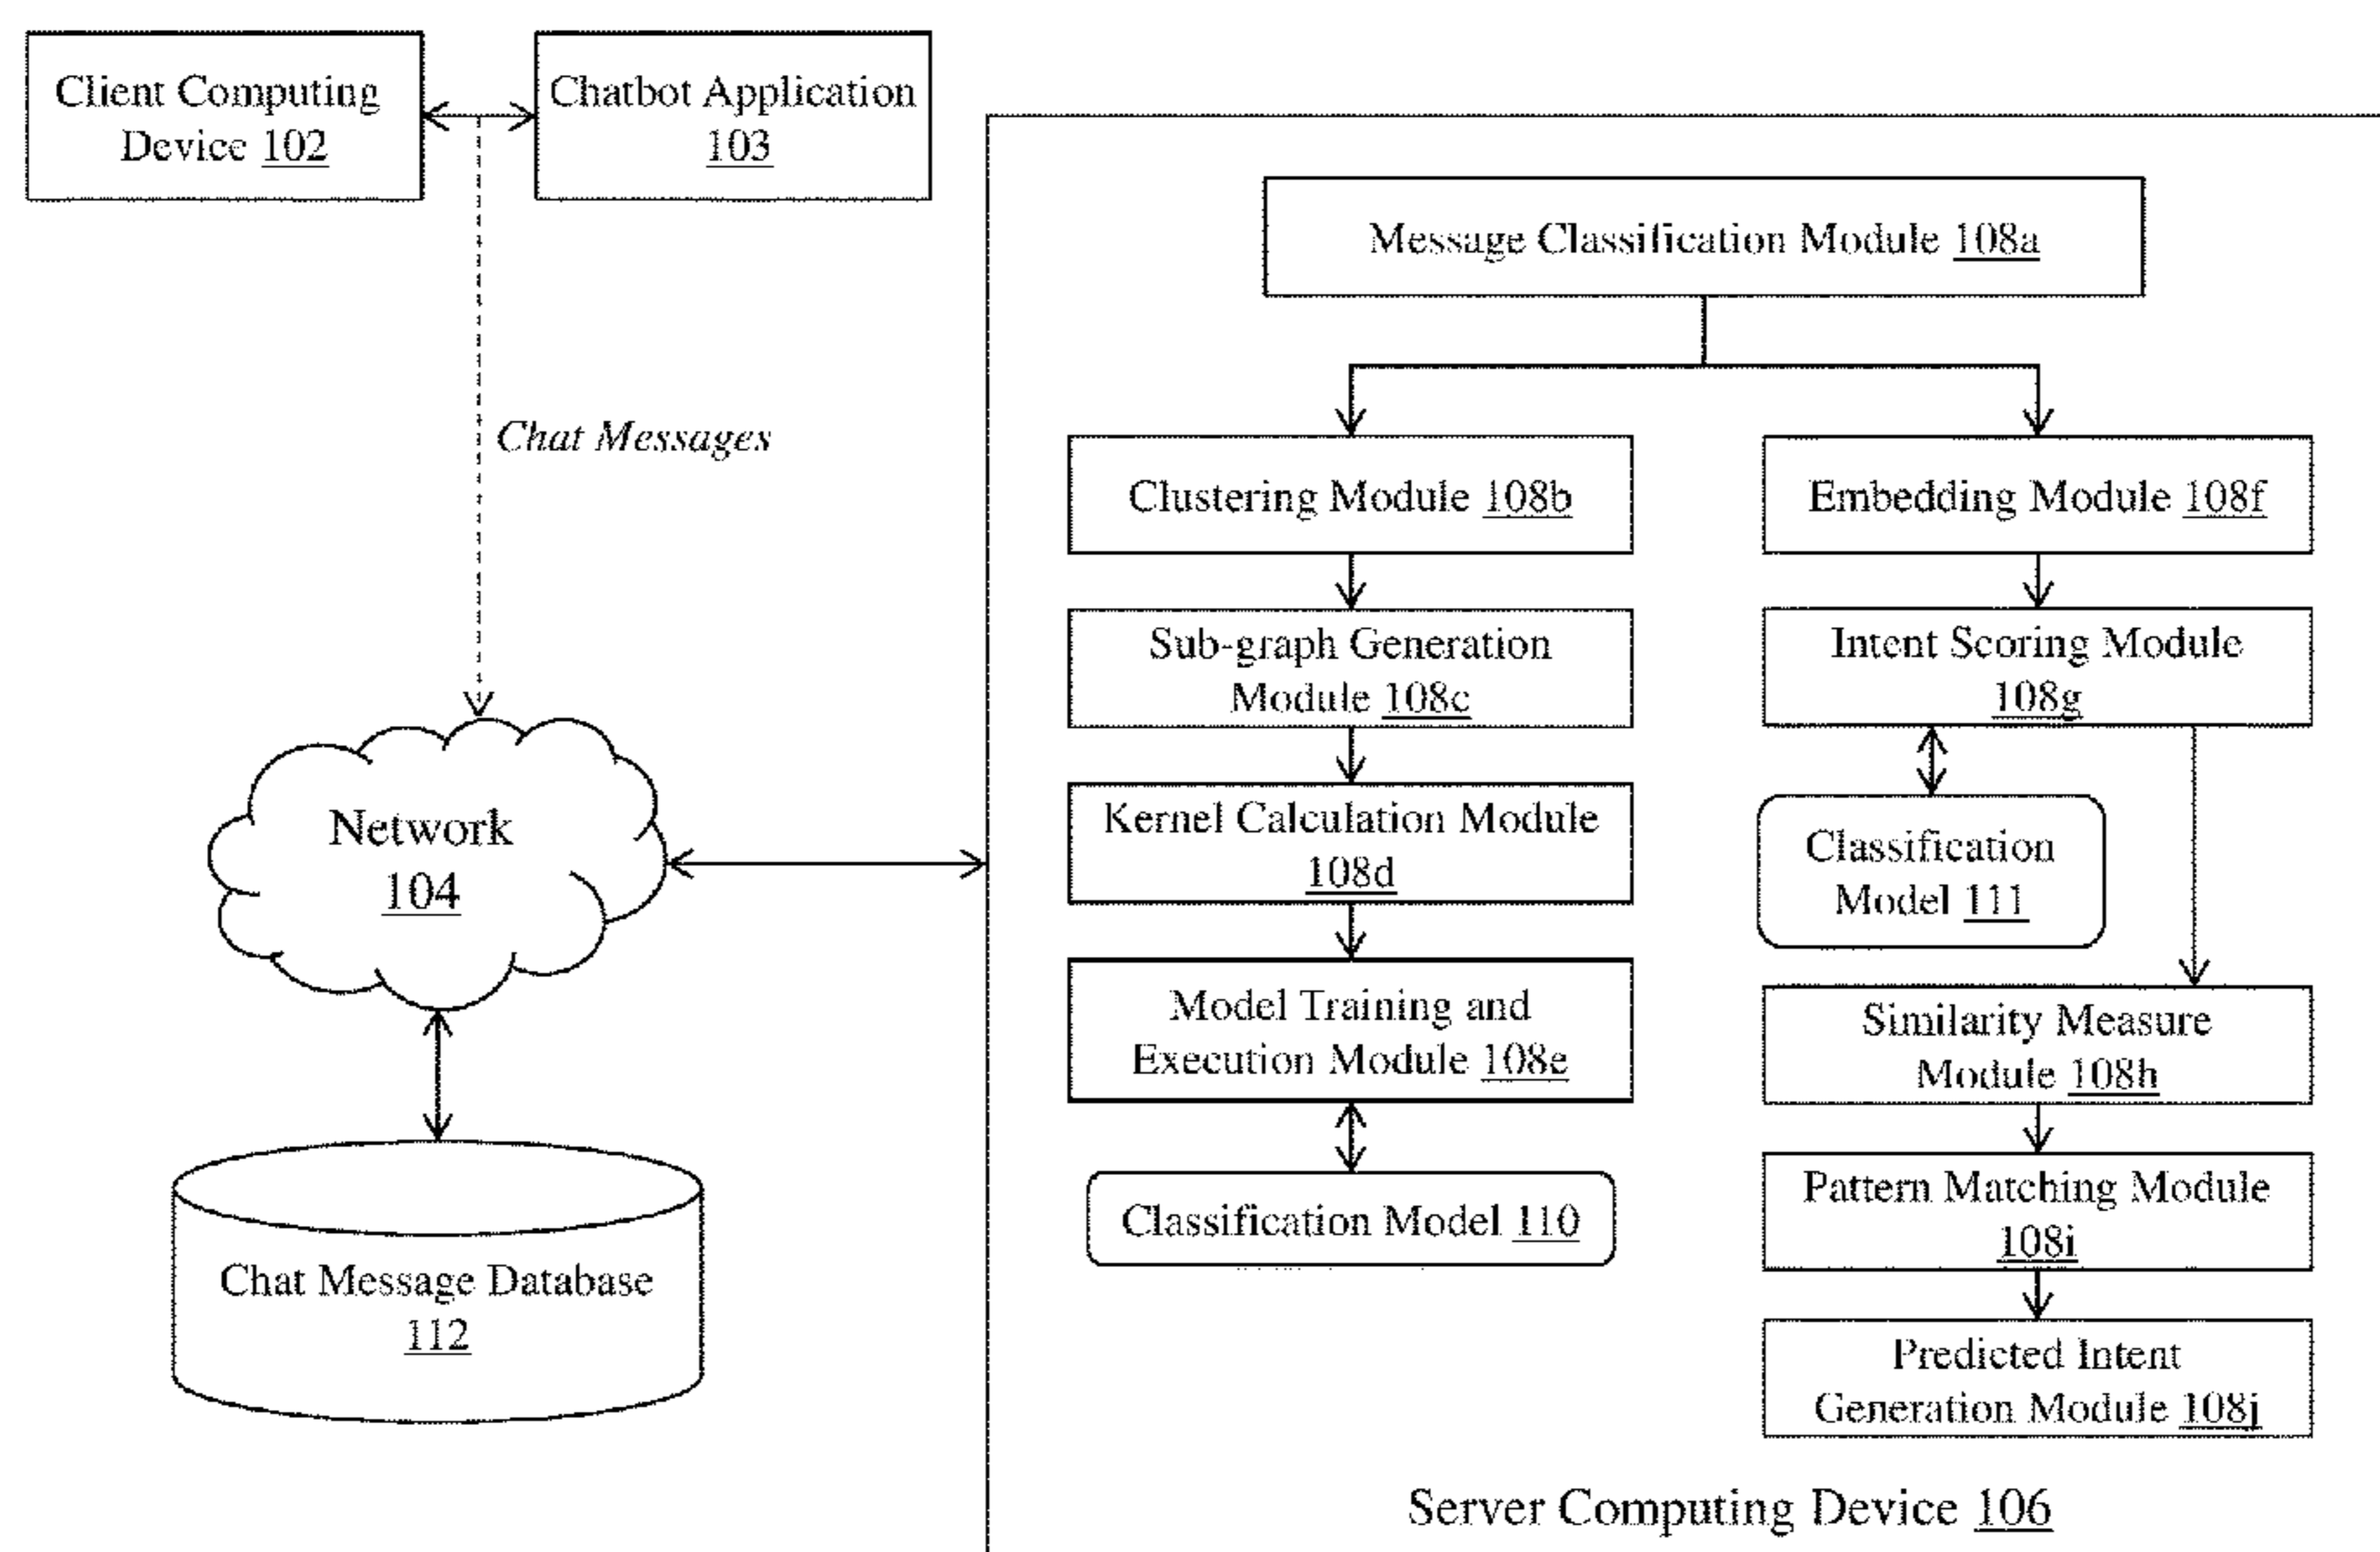 Client Computing
Device 102
Chatbot Application
103
Chat Messages
Network
104
Chat Message Database
112
Message Classification Module 108a
Clustering Module 108b
Sub-graph Generation
Module 108c
Kernel Calculation Module
108d
Model Training and
Execution Module 108e
Classification Model 110
Embedding Module 108f
Intent Scoring Module
108g
Classification
Model 111
Similarity Measure
Module 108h
Pattern Matching Module
108i
Predicted Intent
Generation Module 108j
Server Computing Device 106